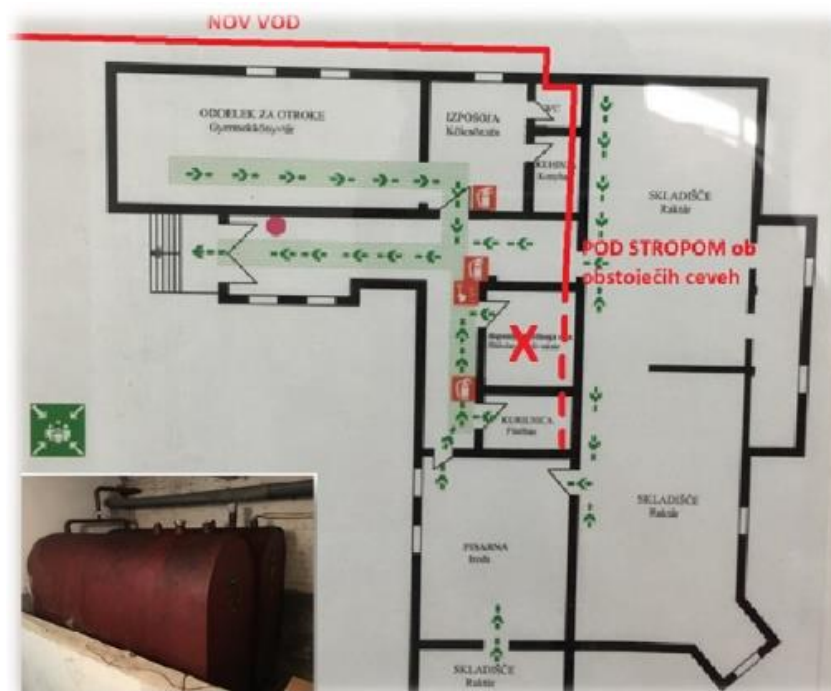 NOV VOD
ODDELEK ZA OTROKE
Gyermekkönyvtár
IZPOSOJA
Kölcsönzés
WC
KUHINJA
Konyha
SKLADIŠČE
Raktár
POD STROPOM ob
obstoječih ceveh
X
KURILNICA
PISARNA
Iroda
SKLADIŠČE
Raktár
SKLADIŠČE
Raktár